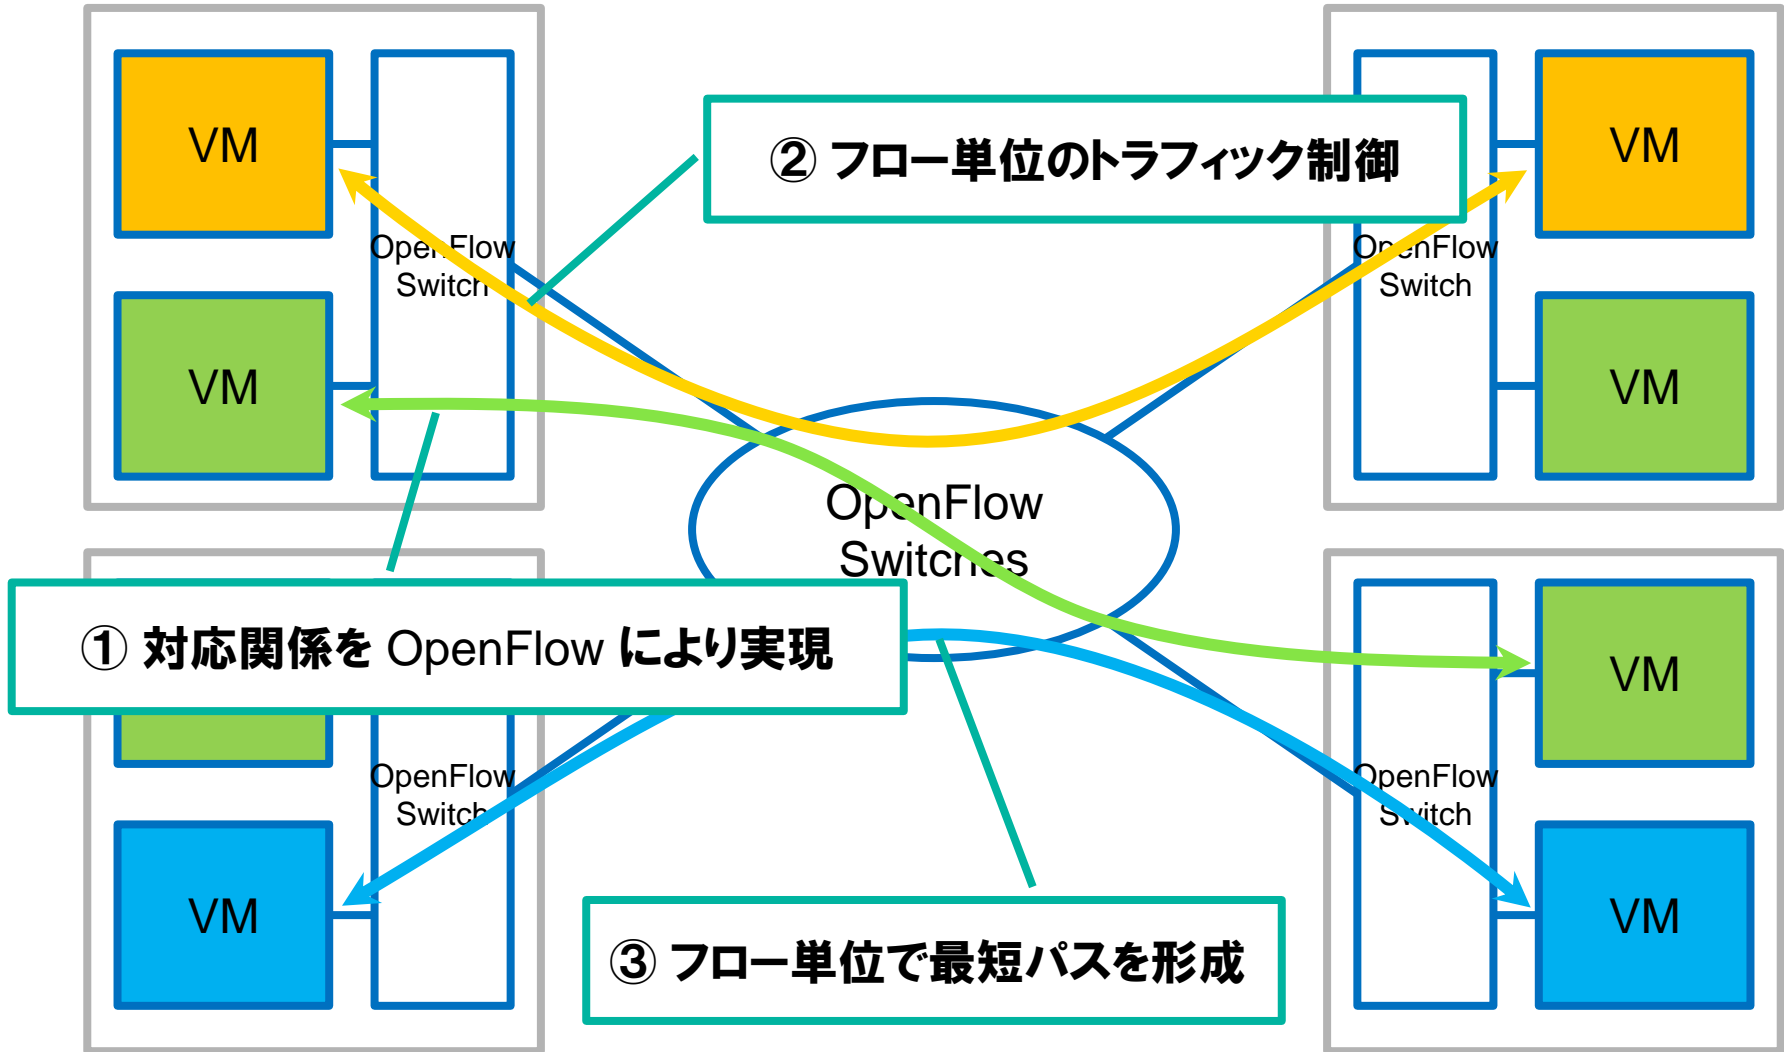 VM
OpenFlow
Switch
VM
② フロー単位のトラフィック制御
OpenFlow
Switch
VM
VM
OpenFlow
Switches
① 対応関係を OpenFlow により実現
OpenFlow
Switch
VM
VM
OpenFlow
Switch
VM
③ フロー単位で最短パスを形成